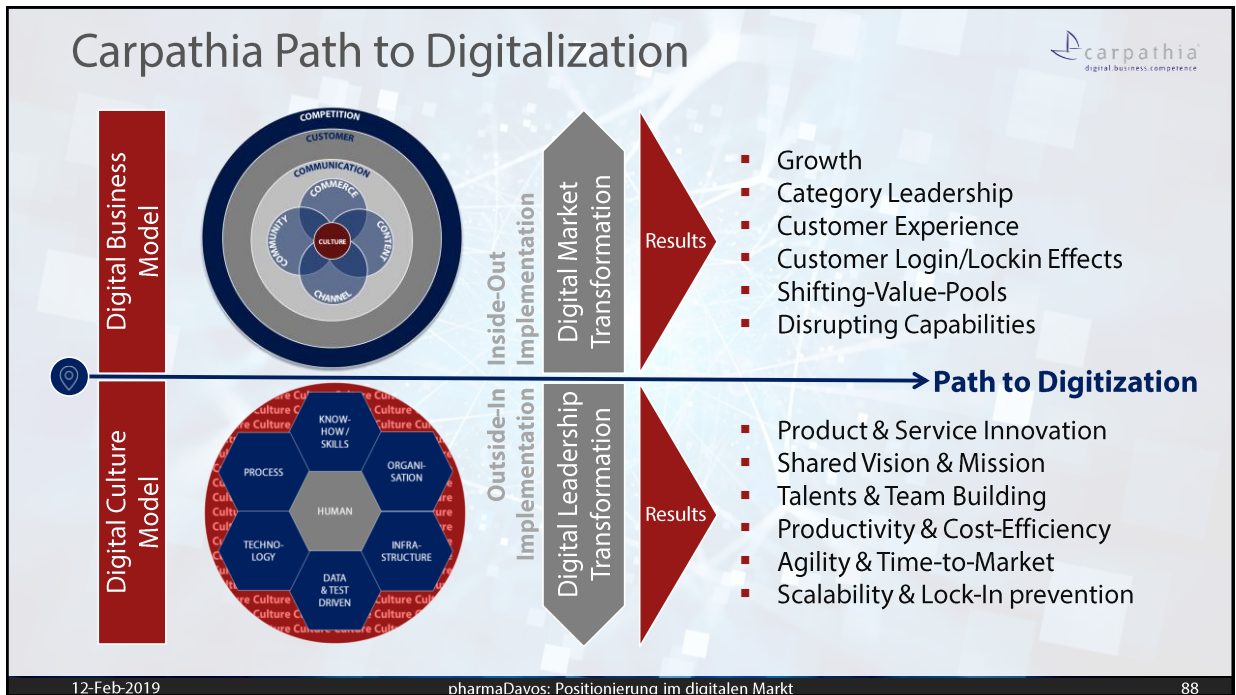 Carpathia Path to Digitalization
carpathia
digital.business.competence
Digital Business
Model
COMPETITION
CUSTOMER
COMMUNICATION
COMMERCE
COMMUNITY
CULTURE
CONTENT
CHANNEL
Inside-Out
Implementation
Digital Market
Transformation
Results
Growth
Category Leadership
Customer Experience
Customer Login/Lockin Effects
Shifting-Value-Pools
Disrupting Capabilities
Path to Digitization
Digital Culture
Model
KNOW-
HOW /
SKILLS
PROCESS
ORGANI-
SATION
HUMAN
TECHNO-
LOGY
INFRA-
STRUCTURE
DATA
& TEST
DRIVEN
Outside-In
Implementation
Digital Leadership
Transformation
Results
Product & Service Innovation
Shared Vision & Mission
Talents & Team Building
Productivity & Cost-Efficiency
Agility & Time-to-Market
Scalability & Lock-In prevention
12-Feb-2019
pharmaDavos: Positionierung im digitalen Markt
88